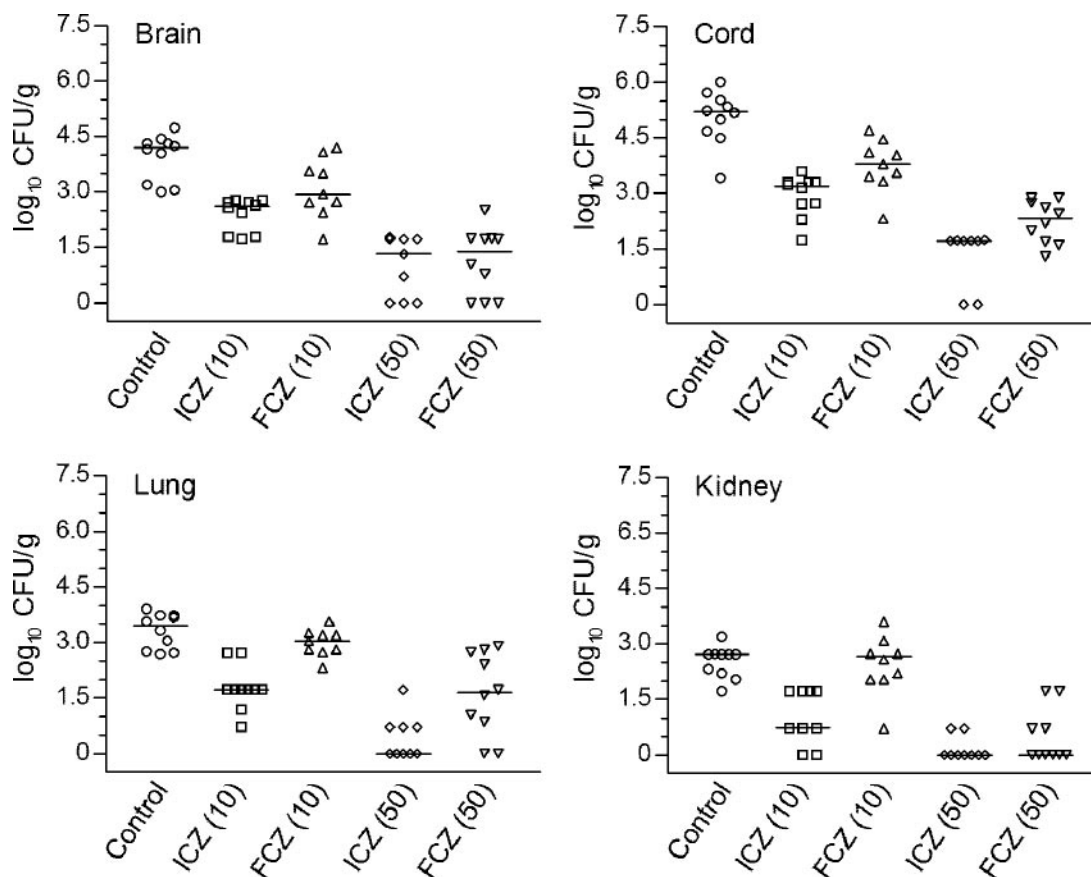 Brain
7.5
6.0
4.5
3.0
1.5
0
log₁₀ CFU/g
Control
ICZ (10)
FCZ (10)
ICZ (50)
FCZ (50)
Cord
7.5
6.0
4.5
3.0
1.5
0
log₁₀ CFU/g
Control
ICZ (10)
FCZ (10)
ICZ (50)
FCZ (50)
Lung
7.5
6.0
4.5
3.0
1.5
0
log₁₀ CFU/g
Control
ICZ (10)
FCZ (10)
ICZ (50)
FCZ (50)
Kidney
7.5
7.5
4.5
3.0
1.5
0
log₁₀ CFU/g
Control
ICZ (10)
FCZ (10)
ICZ (50)
FCZ (50)